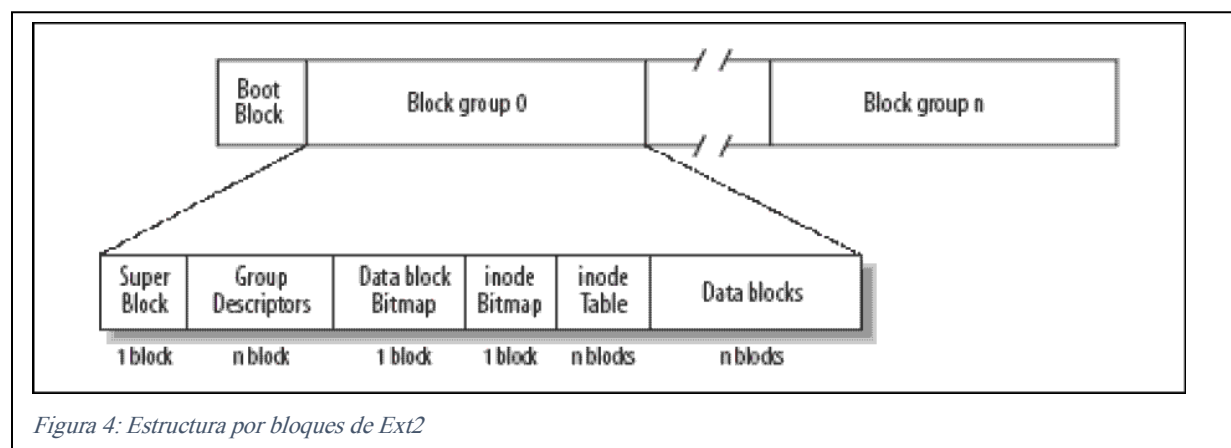 Boot
Block
Block group 0
Block group n
Super
Block
Group
Descriptors
Data block
Bitmap
inode
Bitmap
inode
Table
Data blocks
1 block
n block
1 block
1 block
n blocks
n blocks
Figura 4: Estructura por bloques de Ext2